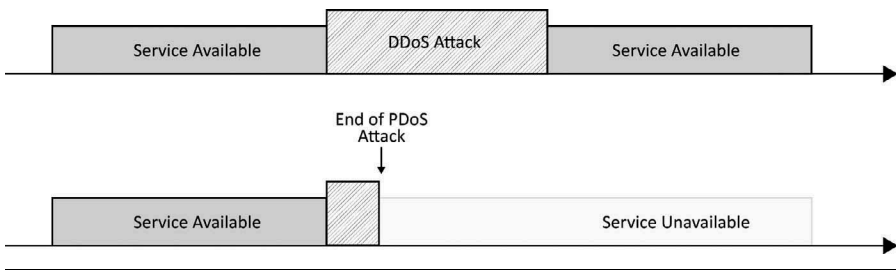 Service Available
DDoS Attack
Service Available
End of PDoS
Attack
Service Available
Service Unavailable